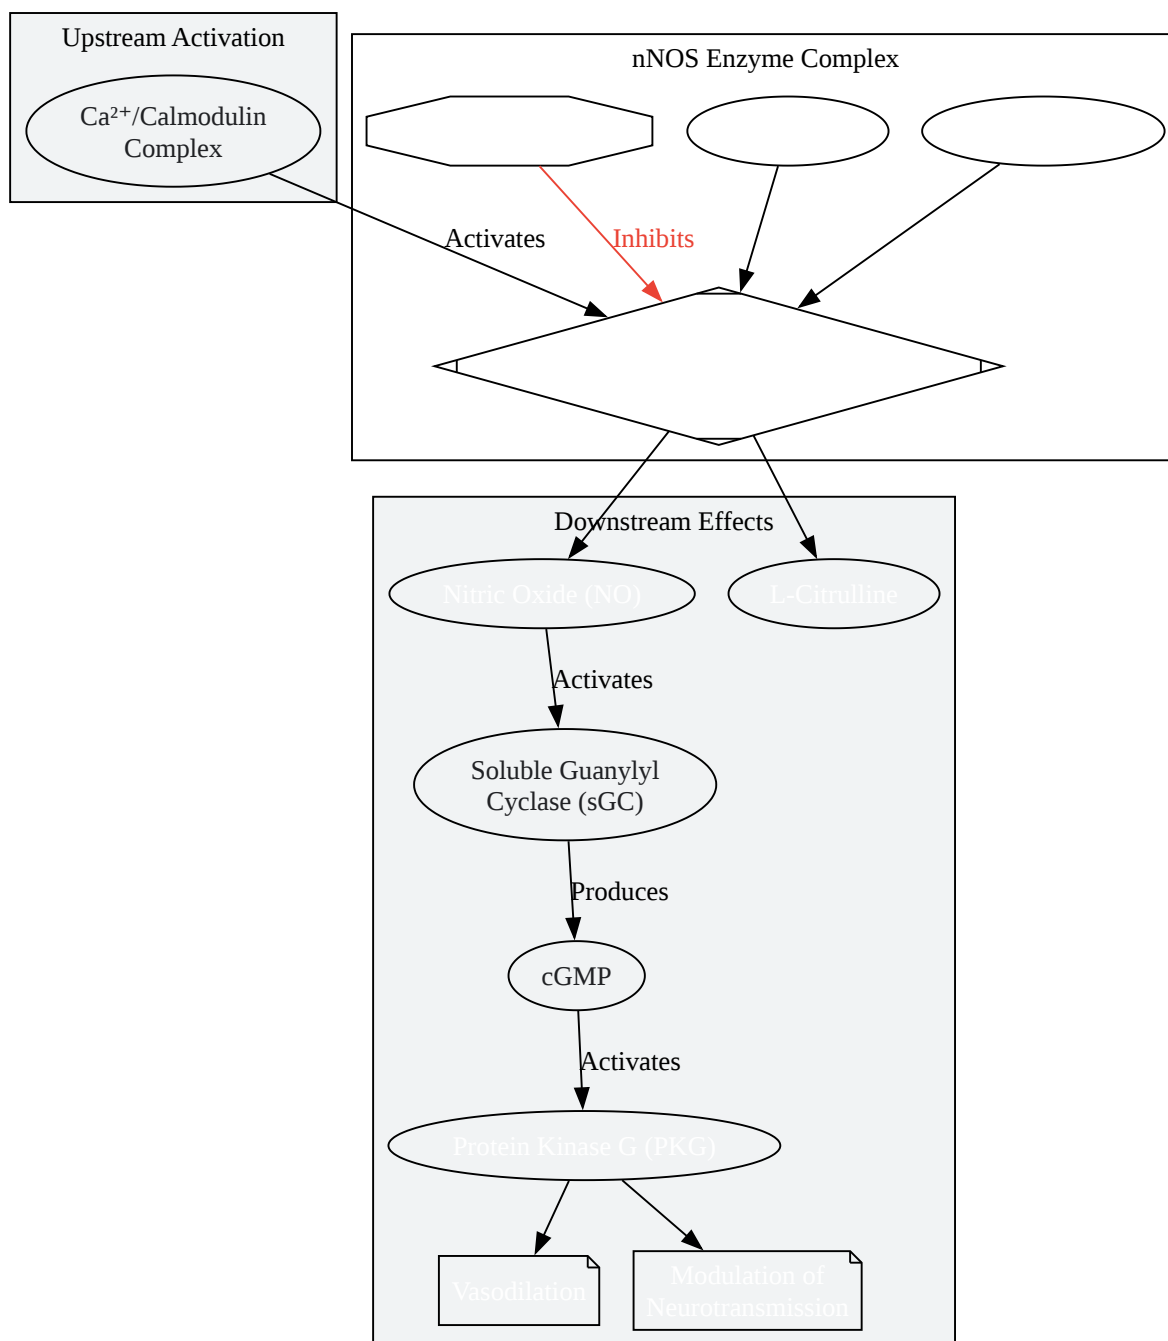 Upstream Activation
nNOS Enzyme Complex
Ca²⁺/Calmodulin
Complex
Activates
Inhibits
Downstream Effects
Nitric Oxide (NO)
L-Citrulline
Activates
Soluble Guanylyl
Cyclase (sGC)
Produces
cGMP
Activates
Protein Kinase G (PKG)
Vasodilation
Modulation of
Neurotransmission